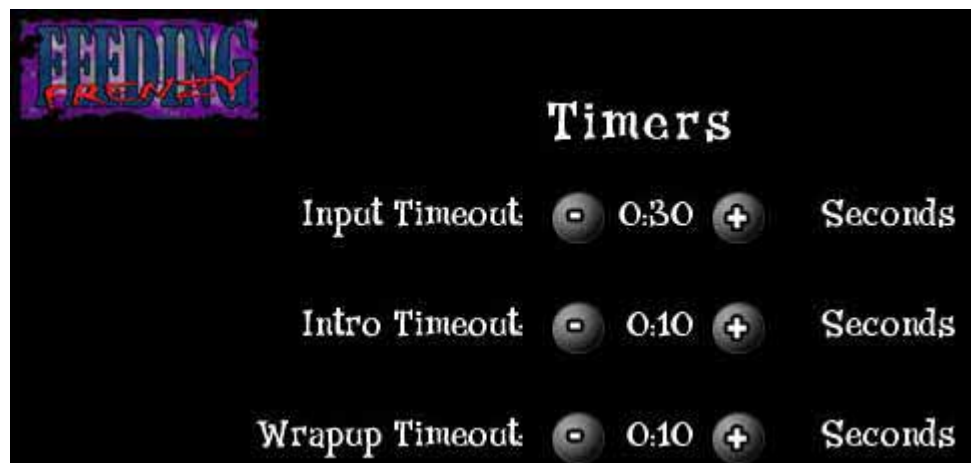 FEEDING
FRENZY
Timers
Input Timeout: - 0:30 + Seconds
Intro Timeout: - 0:10 + Seconds
Wrapup Timeout: - 0:10 + Seconds